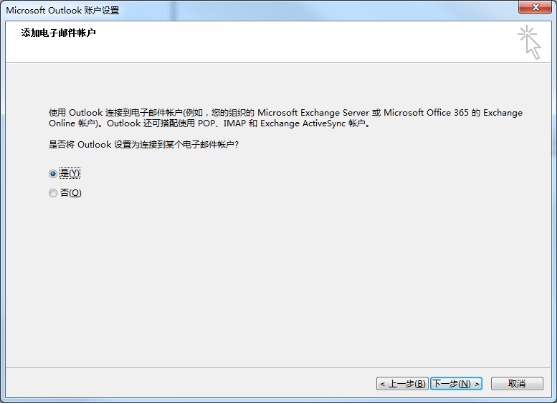 Microsoft Outlook 账户设置
添加电子邮件帐户
使用 Outlook 连接到电子邮件帐户(例如，您的组织的 Microsoft Exchange Server 或 Microsoft Office 365 的 Exchange
Online 帐户)。Outlook 还可搭配使用 POP、IMAP 和 Exchange ActiveSync 帐户。
是否将 Outlook 设置为连接到某个电子邮件帐户?
是(Y)
否(O)
< 上一步(B) 下一步(N) > 取消